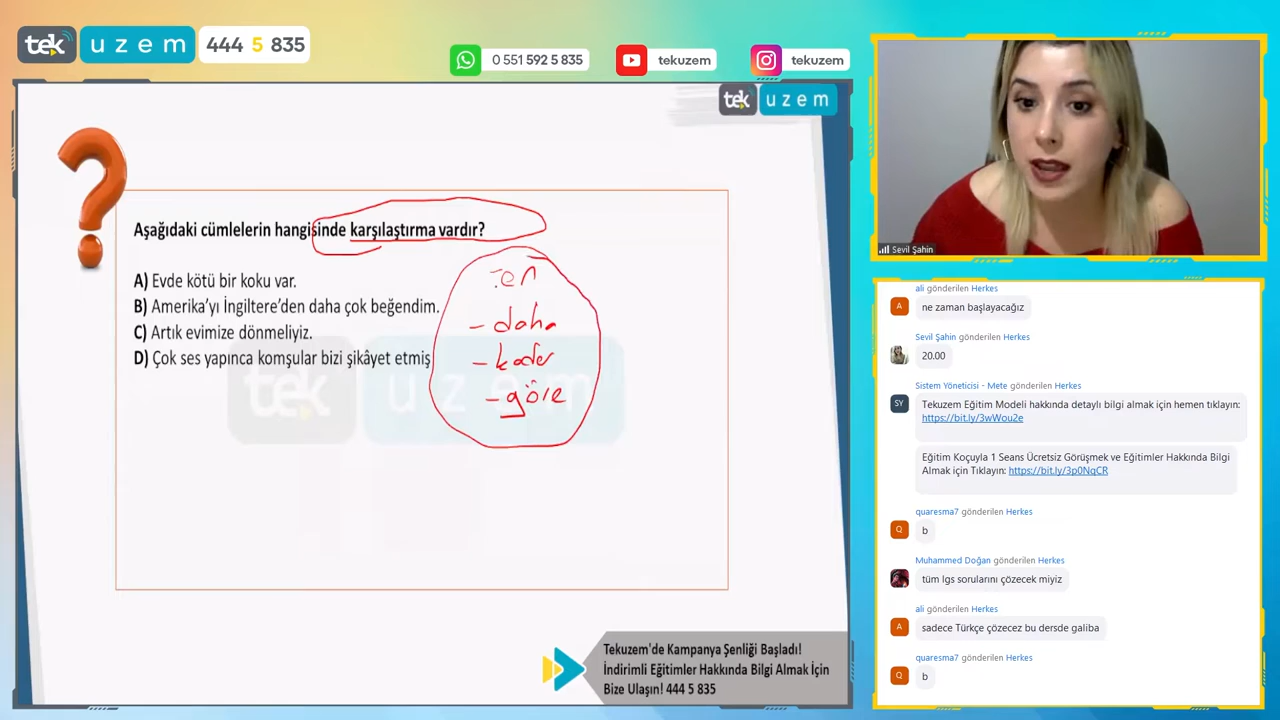 tek uzem 444 5 835
0 551 592 5 835 tekuzem tekuzem
tek uzem
Aşağıdaki cümlelerin hangisinde karşılaştırma vardır?
A) Evde kötü bir koku var.
B) Amerika'yı İngiltere'den daha çok beğendim.
C) Artık evimize dönmeliyiz.
D) Çok ses yapınca komşular bizi şikâyet etmiş
en
- daha
- kadar
- göre
tek uzem
Tekuzem'de Kampanya Şenliği Başladı!
İndirimli Eğitimler Hakkında Bilgi Almak İçin
Bize Ulaşın! 444 5 835
Sevil Şahin
ali gönderilen Herkes
A
ne zaman başlayacağız
Sevil Şahin gönderilen Herkes
20.00
Sistem Yöneticisi - Mete gönderilen Herkes
SY
Tekuzem Eğitim Modeli hakkında detaylı bilgi almak için hemen tıklayın:
https://bit.ly/3wWou2e
Eğitim Koçuyla 1 Seans Ücretsiz Görüşmek ve Eğitimler Hakkında Bilgi
Almak için Tıklayın: https://bit.ly/3p0NqCR
quaresma7 gönderilen Herkes
Q
b
Muhammed Doğan gönderilen Herkes
tüm lgs sorularını çözecek miyiz
ali gönderilen Herkes
A
sadece Türkçe çözecez bu dersde galiba
quaresma7 gönderilen Herkes
Q
b